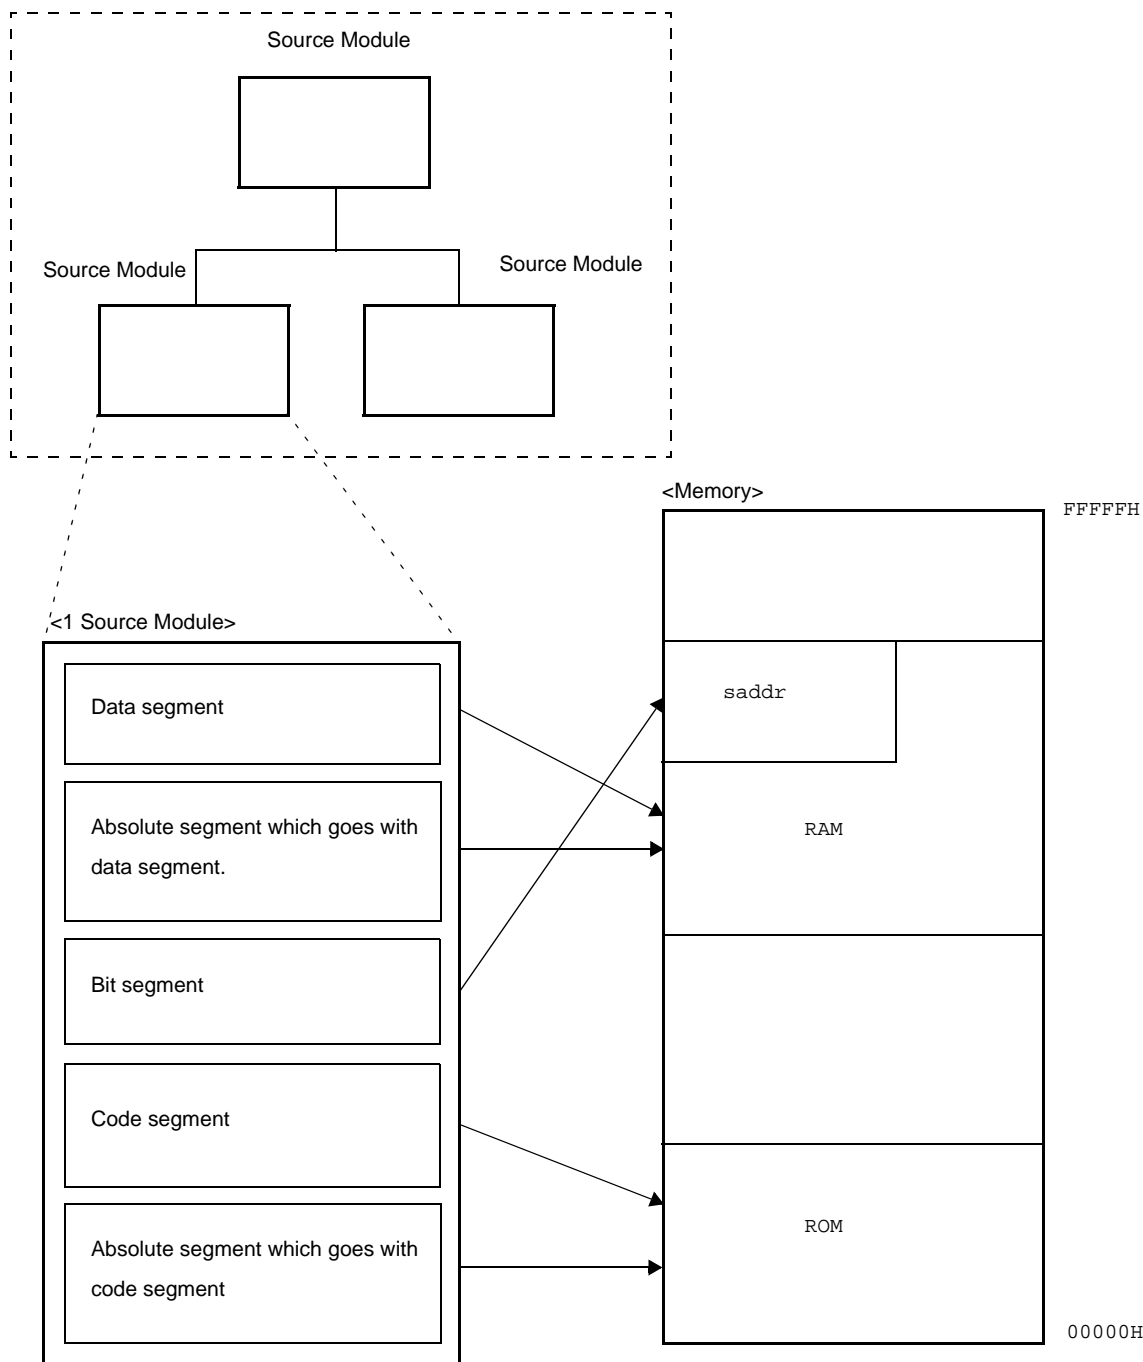 Source Module
Source Module
Source Module
<Memory>
FFFFFH
<1 Source Module>
Data segment
saddr
Absolute segment which goes with
data segment.
RAM
Bit segment
Code segment
ROM
Absolute segment which goes with
code segment
00000H